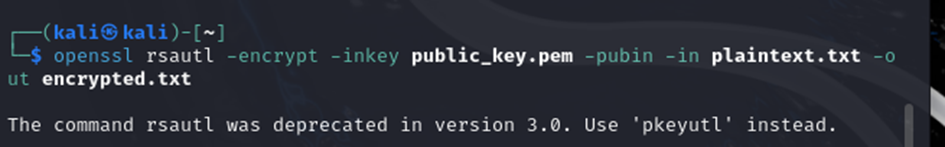 ┌──(kali㉿kali)-[~]
└─$ openssl rsautl -encrypt -inkey public_key.pem -pubin -in plaintext.txt -o
ut encrypted.txt
The command rsautl was deprecated in version 3.0. Use 'pkeyutl' instead.